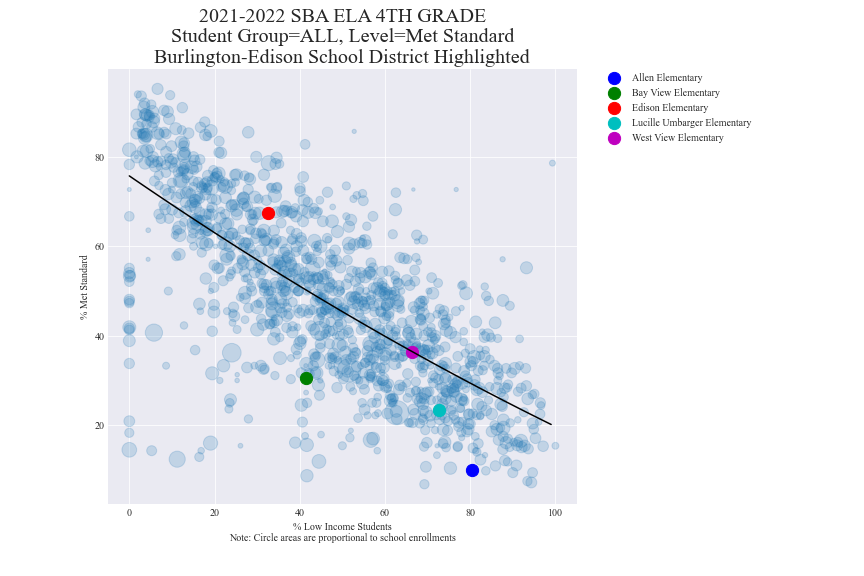 2021-2022 SBA ELA 4TH GRADE
Student Group=ALL, Level=Met Standard
Burlington-Edison School District Highlighted
Allen Elementary
Bay View Elementary
Edison Elementary
Lucille Umbarger Elementary
West View Elementary
80
60
40
20
% Met Standard
0 20 40 60 80 100
% Low Income Students
Note: Circle areas are proportional to school enrollments